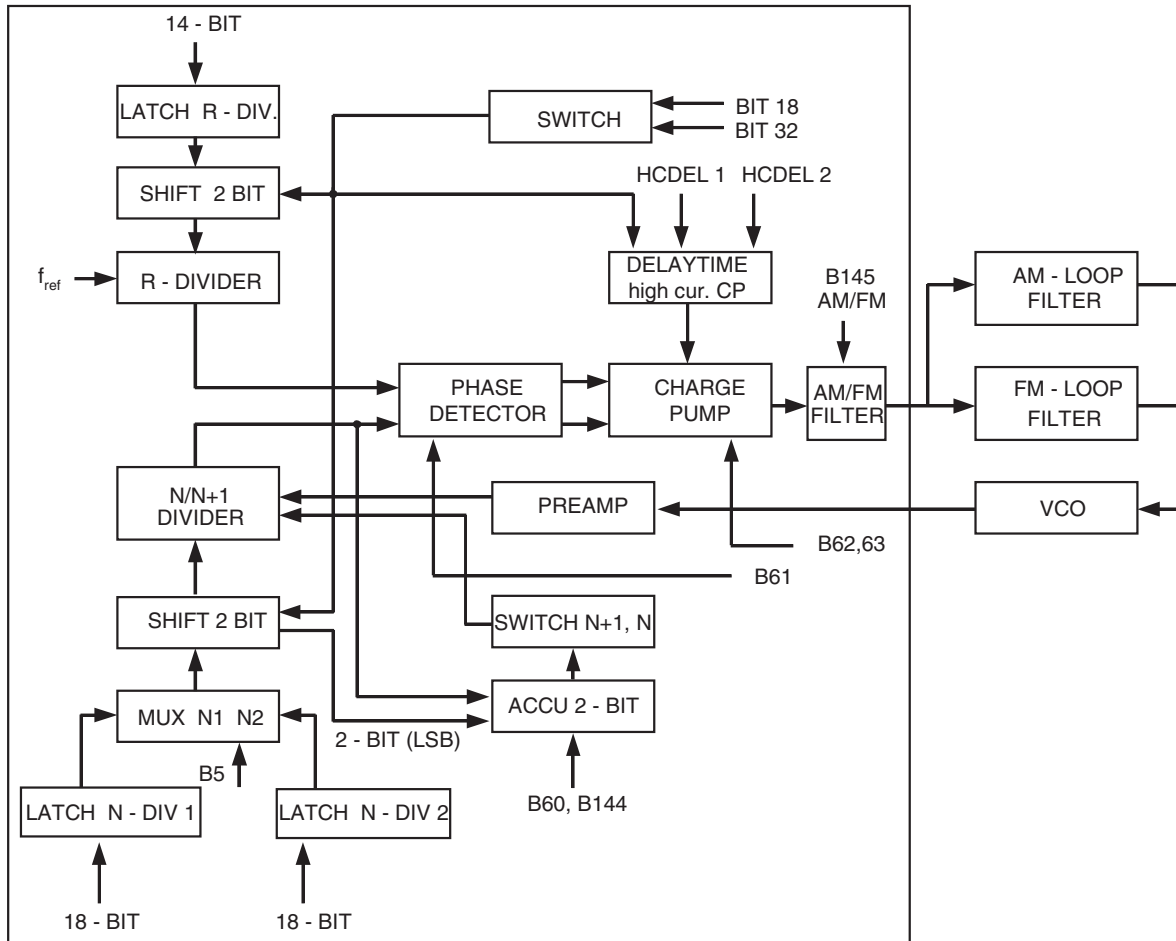 14 - BIT
LATCH R - DIV.
SHIFT 2 BIT
R - DIVIDER
fref
SWITCH
BIT 18
BIT 32
HCDEL 1
HCDEL 2
DELAYTIME
high cur. CP
B145
AM/FM
AM - LOOP
FILTER
PHASE
DETECTOR
CHARGE
PUMP
AM/FM
FILTER
FM - LOOP
FILTER
N/N+1
DIVIDER
PREAMP
VCO
B62,63
B61
SHIFT 2 BIT
SWITCH N+1, N
MUX N1 N2
ACCU 2 - BIT
2 - BIT (LSB)
B5
B60, B144
LATCH N - DIV 1
LATCH N - DIV 2
18 - BIT
18 - BIT